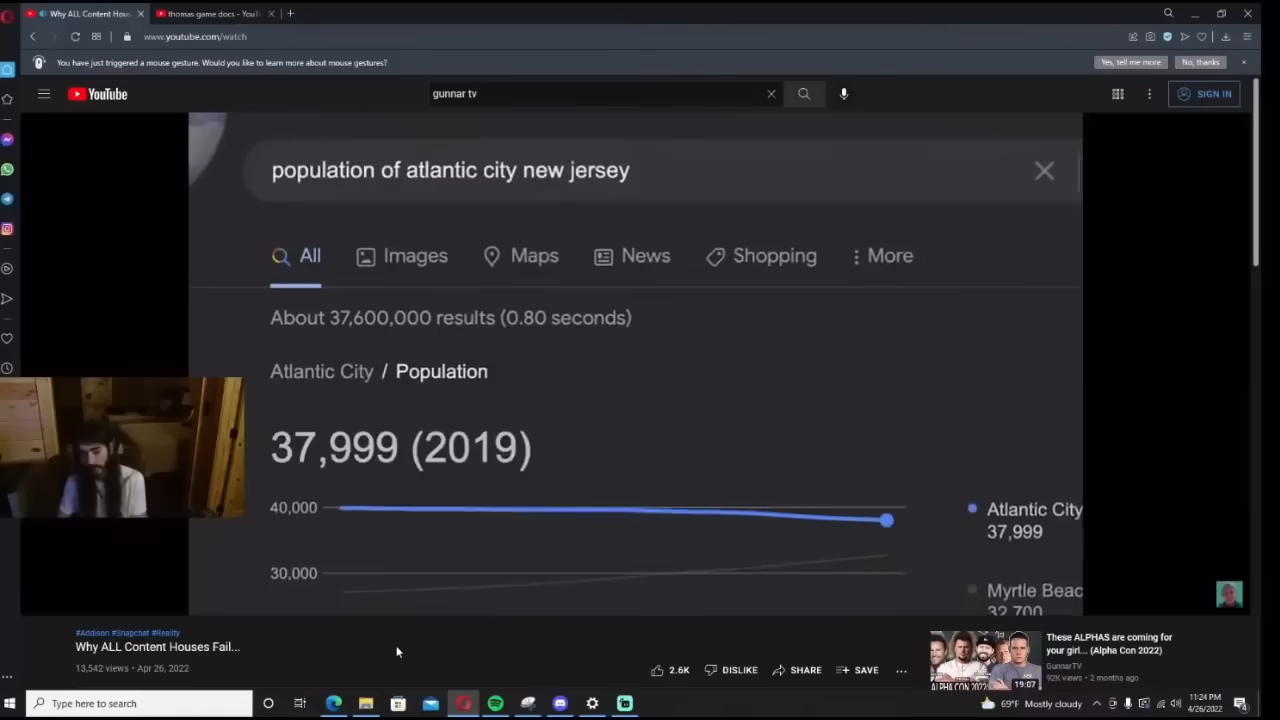 Why ALL Content Hous
thomas game docs - YouT
www.youtube.com/watch
You have just triggered a mouse gesture. Would you like to learn more about mouse gestures?
Yes, tell me more
No, thanks
YouTube
gunnar tv
SIGN IN
population of atlantic city new jersey
All Images Maps News Shopping More
About 37,600,000 results (0.80 seconds)
Atlantic City / Population
37,999 (2019)
40,000
30,000
Atlantic City
37,999
Myrtle Beac
32,700
#Addison #Snapchat #Reality
Why ALL Content Houses Fail...
13,542 views • Apr 26, 2022
2.6K DISLIKE SHARE SAVE
ALPHA CON 2022
19:07
These ALPHAS are coming for
your girl... (Alpha Con 2022)
GunnarTV
92K views • 2 months ago
Type here to search
69°F Mostly cloudy
11:24 PM
4/26/2022